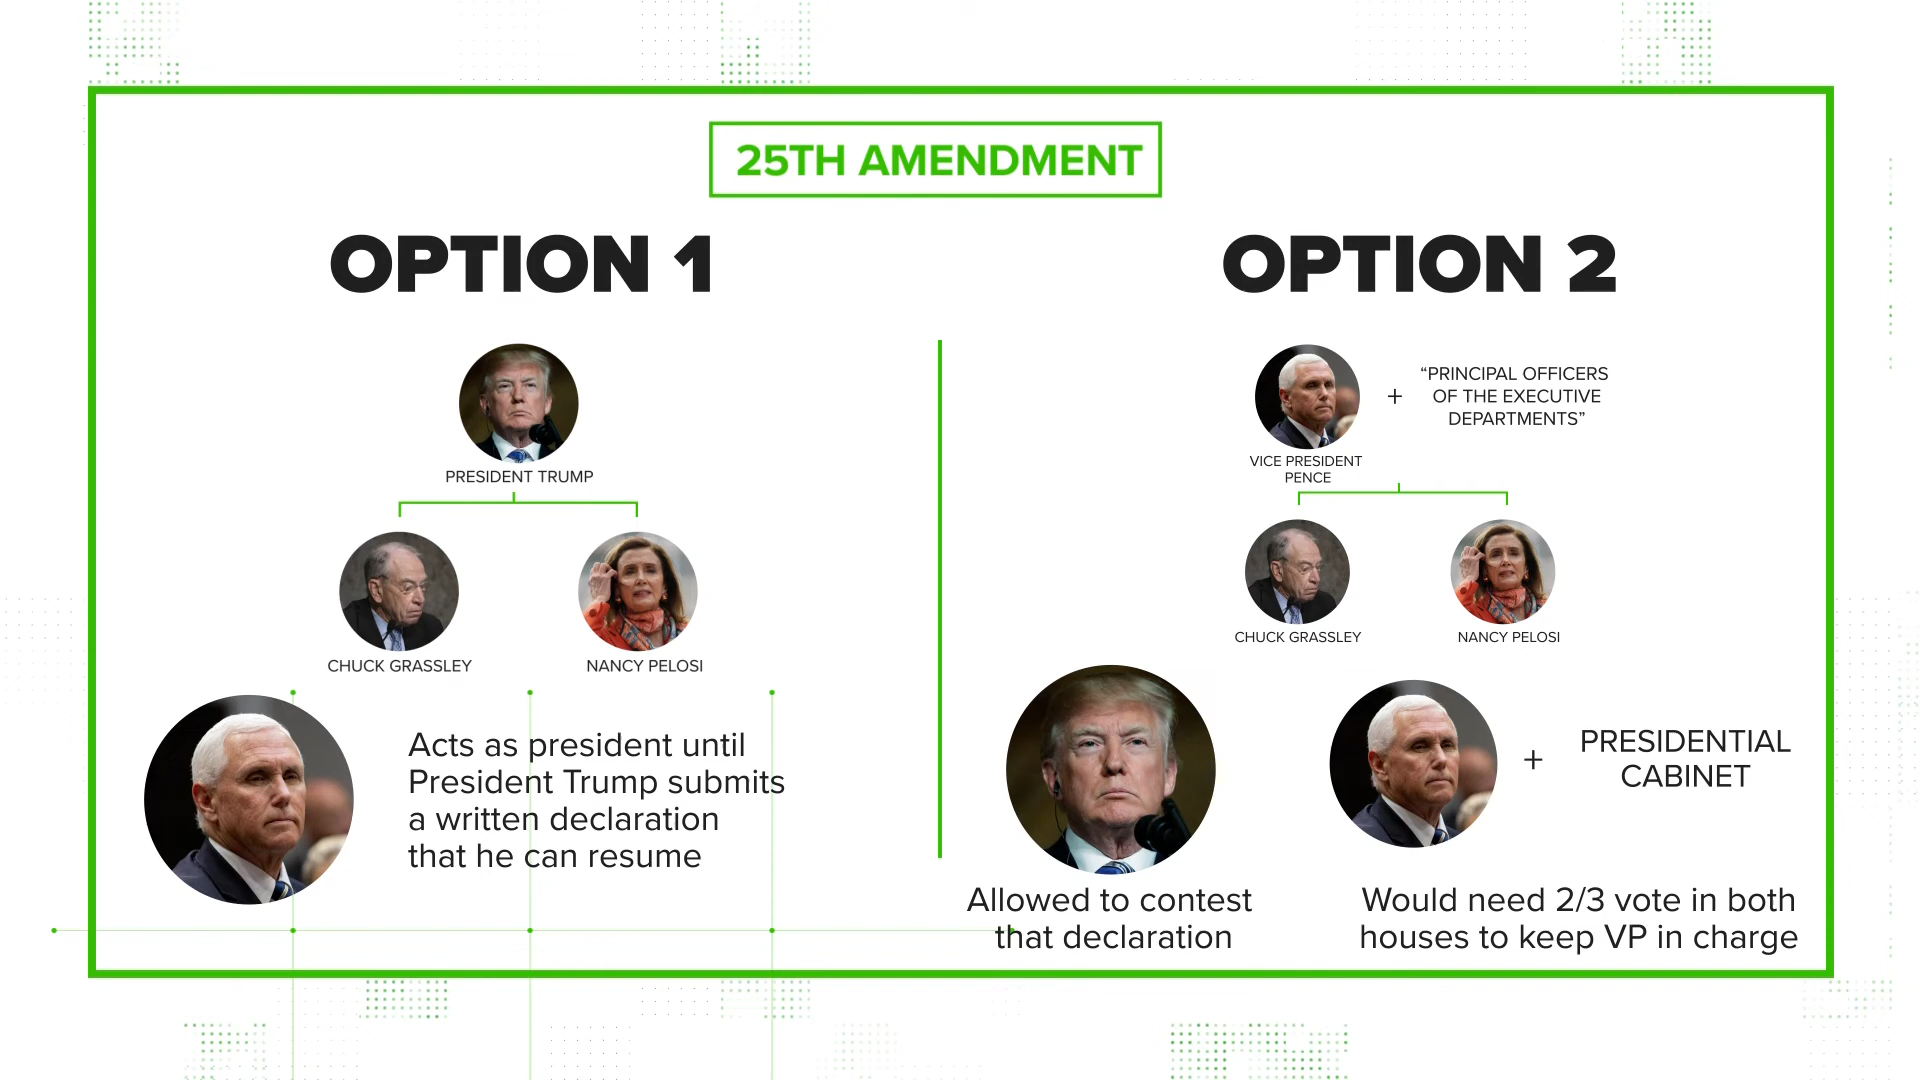 25TH AMENDMENT
OPTION 1
PRESIDENT TRUMP
CHUCK GRASSLEY
NANCY PELOSI
Acts as president until
President Trump submits
a written declaration
that he can resume
OPTION 2
VICE PRESIDENT
PENCE
+
“PRINCIPAL OFFICERS
OF THE EXECUTIVE
DEPARTMENTS”
CHUCK GRASSLEY
NANCY PELOSI
Allowed to contest
that declaration
+
PRESIDENTIAL
CABINET
Would need 2/3 vote in both
houses to keep VP in charge